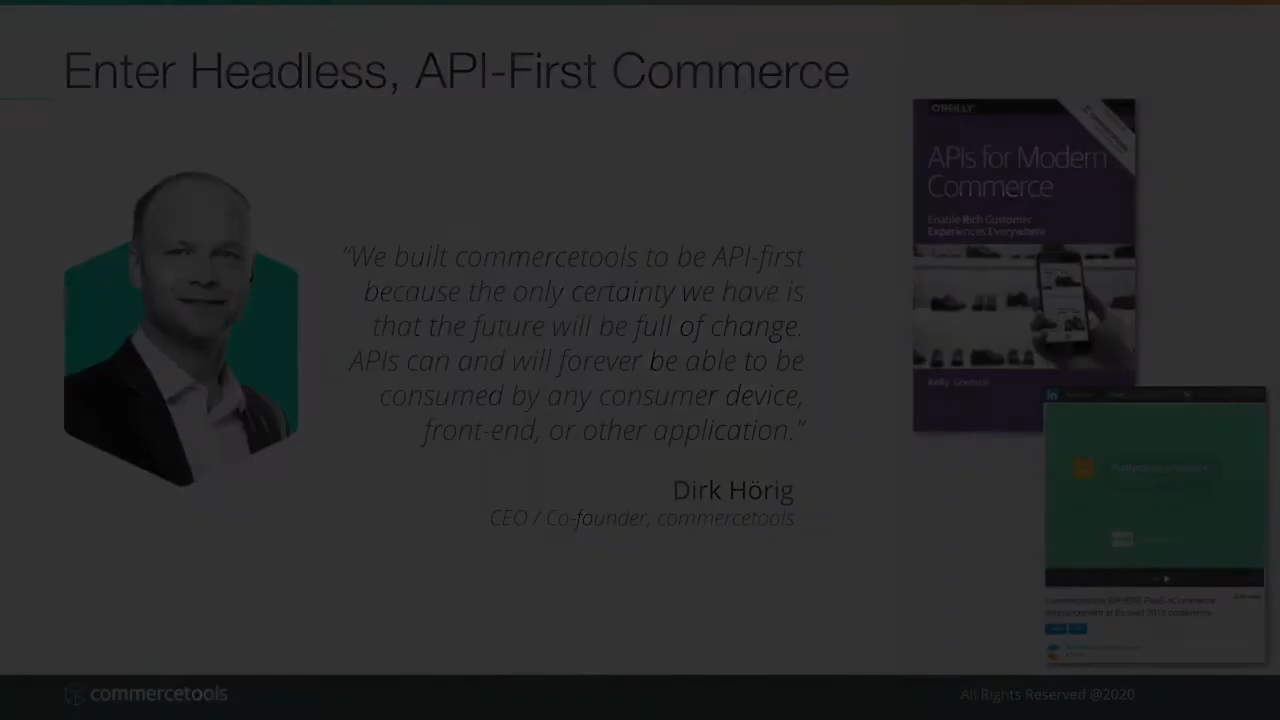 Enter Headless, API-First Commerce
O'REILLY
APIs for Modern
Commerce
Enable Rich Customer
Experiences Everywhere
Kelly Goetsch
“We built commercetools to be API-first
because the only certainty we have is
that the future will be full of change.
APIs can and will forever be able to be
consumed by any consumer device,
front-end, or other application.”
Dirk Hörig
CEO / Co-founder, commercetools
in
commercetools
All Rights Reserved @2020